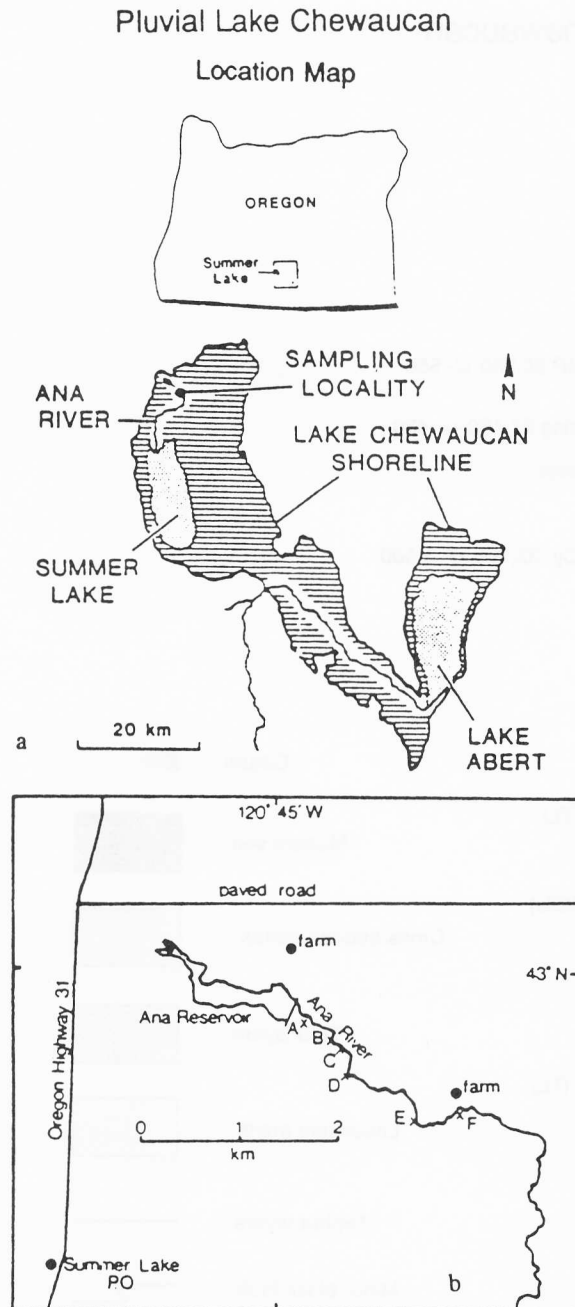 Pluvial Lake Chewaucan
Location Map
OREGON
Summer
Lake
SAMPLING
LOCALITY
N
ANA
RIVER
LAKE CHEWAUCAN
SHORELINE
SUMMER
LAKE
20 km
LAKE
ABERT
a
120° 45' W
paved road
farm
43° N
Ana Reservoir
Ana River
A
B
C
D
E
F
farm
Oregon Highway 31
0 1 2
km
Summer Lake
PO
b